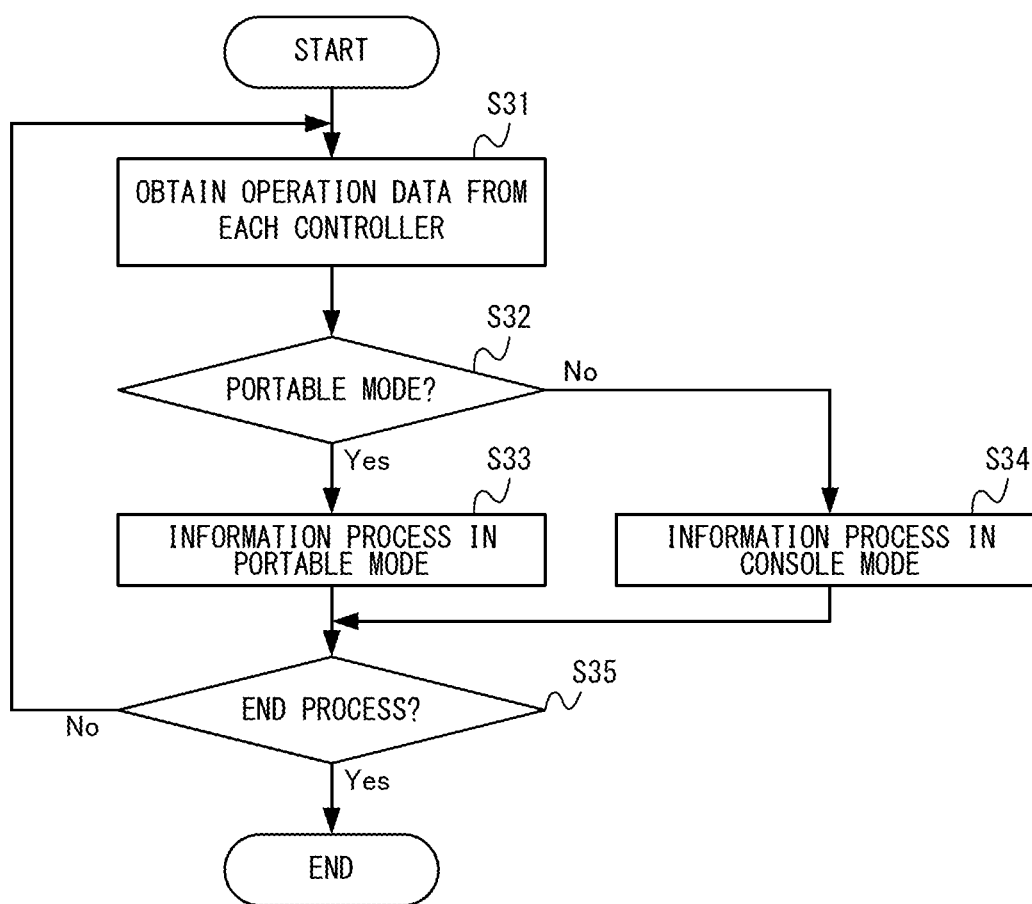 START
S31
OBTAIN OPERATION DATA FROM
EACH CONTROLLER
S32
PORTABLE MODE?
No
Yes
S33
INFORMATION PROCESS IN
PORTABLE MODE
S34
INFORMATION PROCESS IN
CONSOLE MODE
S35
END PROCESS?
No
Yes
END